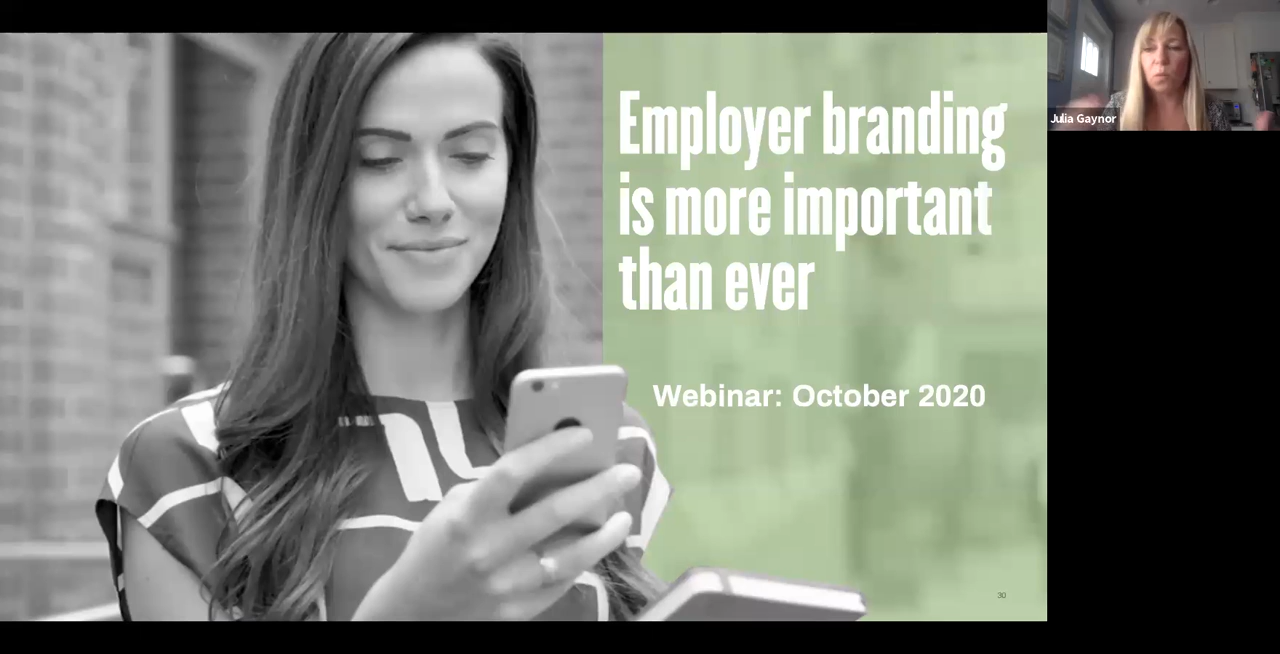 Employer branding
is more important
than ever
Webinar: October 2020
30
Julia Gaynor